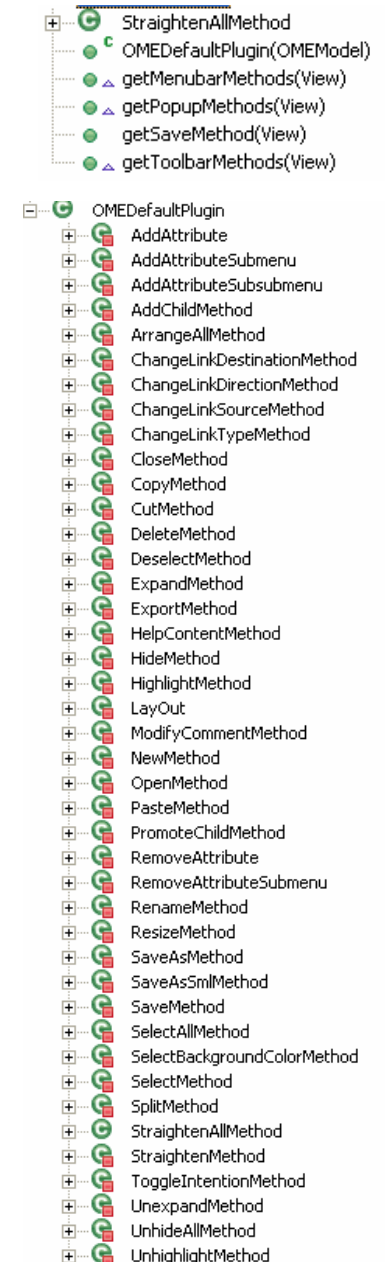 StraightenAllMethod
OMEDefaultPlugin(OMEModel)
getMenubarMethods(View)
getPopupMethods(View)
getSaveMethod(View)
getToolbarMethods(View)
OMEDefaultPlugin
AddAttribute
AddAttributeSubmenu
AddAttributeSubsubmenu
AddChildMethod
ArrangeAllMethod
ChangeLinkDestinationMethod
ChangeLinkDirectionMethod
ChangeLinkSourceMethod
ChangeLinkTypeMethod
CloseMethod
CopyMethod
CutMethod
DeleteMethod
DeselectMethod
ExpandMethod
ExportMethod
HelpContentMethod
HideMethod
HighlightMethod
LayOut
ModifyCommentMethod
NewMethod
OpenMethod
PasteMethod
PromoteChildMethod
RemoveAttribute
RemoveAttributeSubmenu
RenameMethod
ResizeMethod
SaveAsMethod
SaveAsSmlMethod
SaveMethod
SelectAllMethod
SelectBackgroundColorMethod
SelectMethod
SplitMethod
StraightenAllMethod
StraightenMethod
ToggleIntentionMethod
UnexpandMethod
UnhideAllMethod
UnhighlightMethod